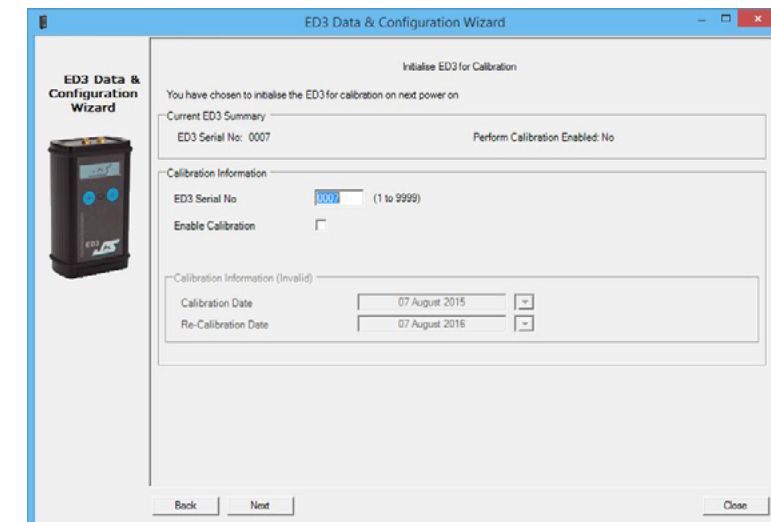 ED3 Data & Configuration Wizard
ED3 Data &
Configuration
Wizard
ED3
Initialise ED3 for Calibration
You have chosen to initialise the ED3 for calibration on next power on
Current ED3 Summary
ED3 Serial No: 0007 Perform Calibration Enabled: No
Calibration Information
ED3 Serial No 0007 (1 to 9999)
Enable Calibration
Calibration Information (Invalid)
Calibration Date 07 August 2015
Re-Calibration Date 07 August 2016
Back Next Close